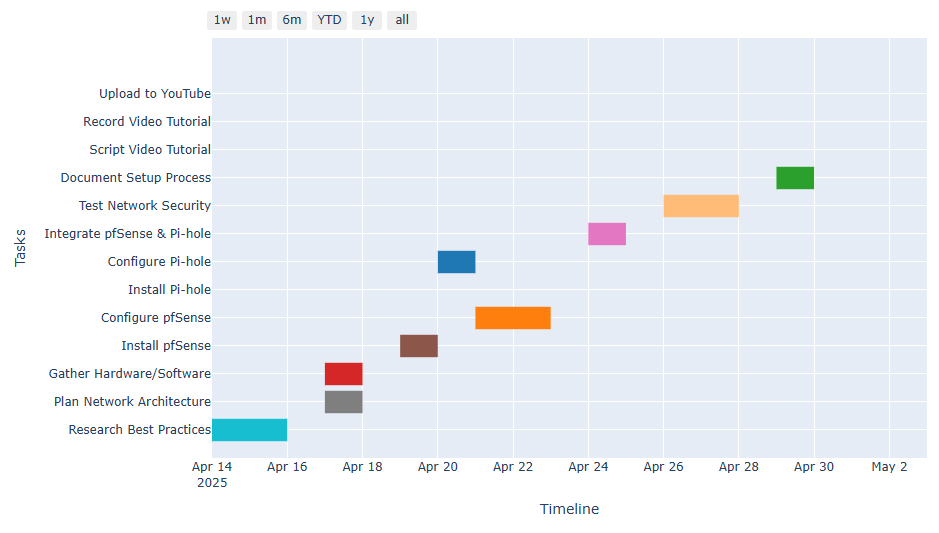 1w 1m 6m YTD 1y all
Upload to YouTube
Record Video Tutorial
Script Video Tutorial
Document Setup Process
Test Network Security
Integrate pfSense & Pi-hole
Configure Pi-hole
Install Pi-hole
Configure pfSense
Install pfSense
Gather Hardware/Software
Plan Network Architecture
Research Best Practices
Tasks
Apr 14 Apr 16 Apr 18 Apr 20 Apr 22 Apr 24 Apr 26 Apr 28 Apr 30 May 2
2025
Timeline